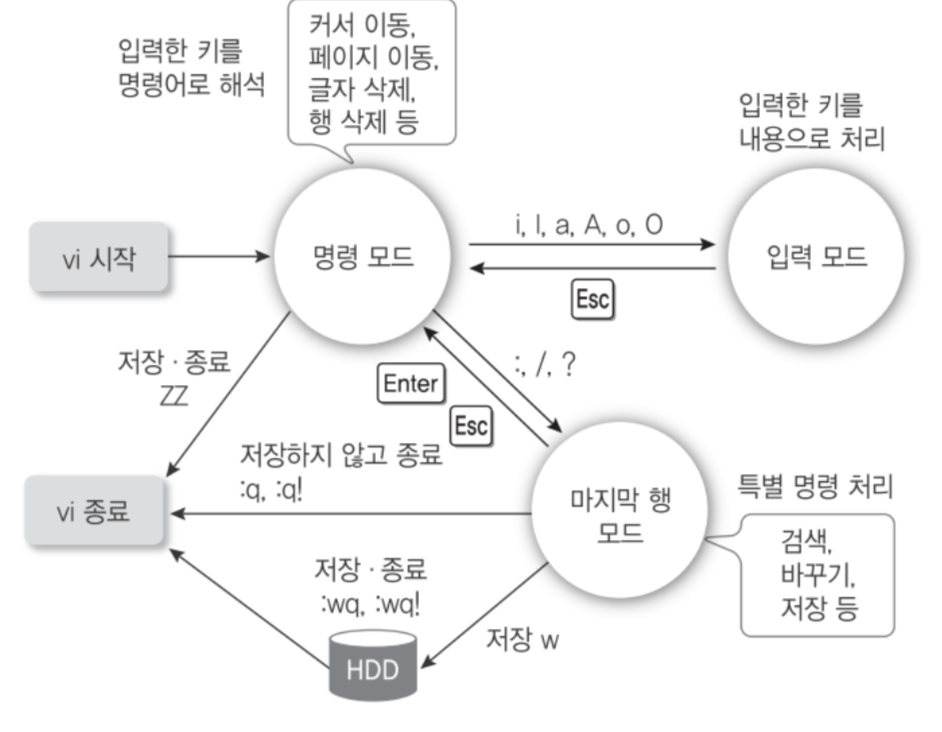 입력한 키를
명령어로 해석
커서 이동,
페이지 이동,
글자 삭제,
행 삭제 등
입력한 키를
내용으로 처리
vi 시작
명령 모드
i, I, a, A, o, O
Esc
입력 모드
저장 · 종료
ZZ
Enter
Esc
:, /, ?
저장하지 않고 종료
:q, :q!
vi 종료
마지막 행
모드
특별 명령 처리
검색,
바꾸기,
저장 등
저장 · 종료
:wq, :wq!
저장 w
HDD